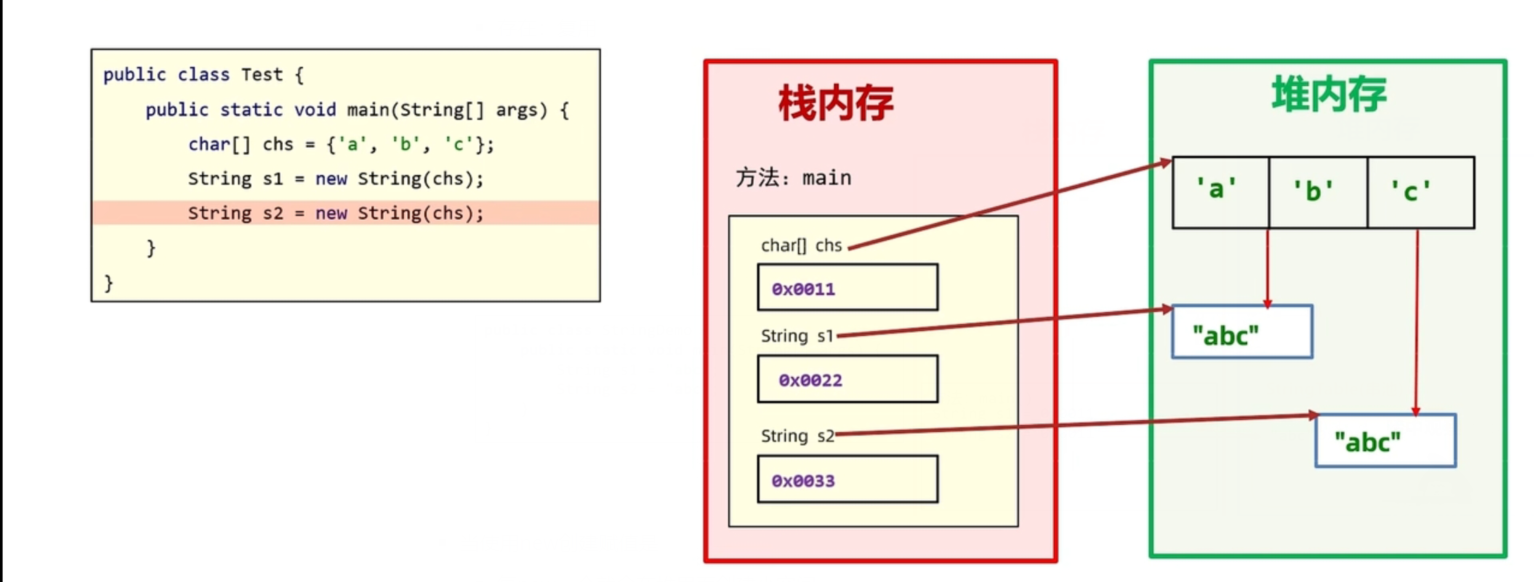 public class Test {
public static void main(String[] args) {
char[] chs = {'a', 'b', 'c'};
String s1 = new String(chs);
String s2 = new String(chs);
}
}
栈内存
方法：main
char[] chs
0x0011
String s1
0x0022
String s2
0x0033
堆内存
'a' 'b' 'c'
"abc"
"abc"